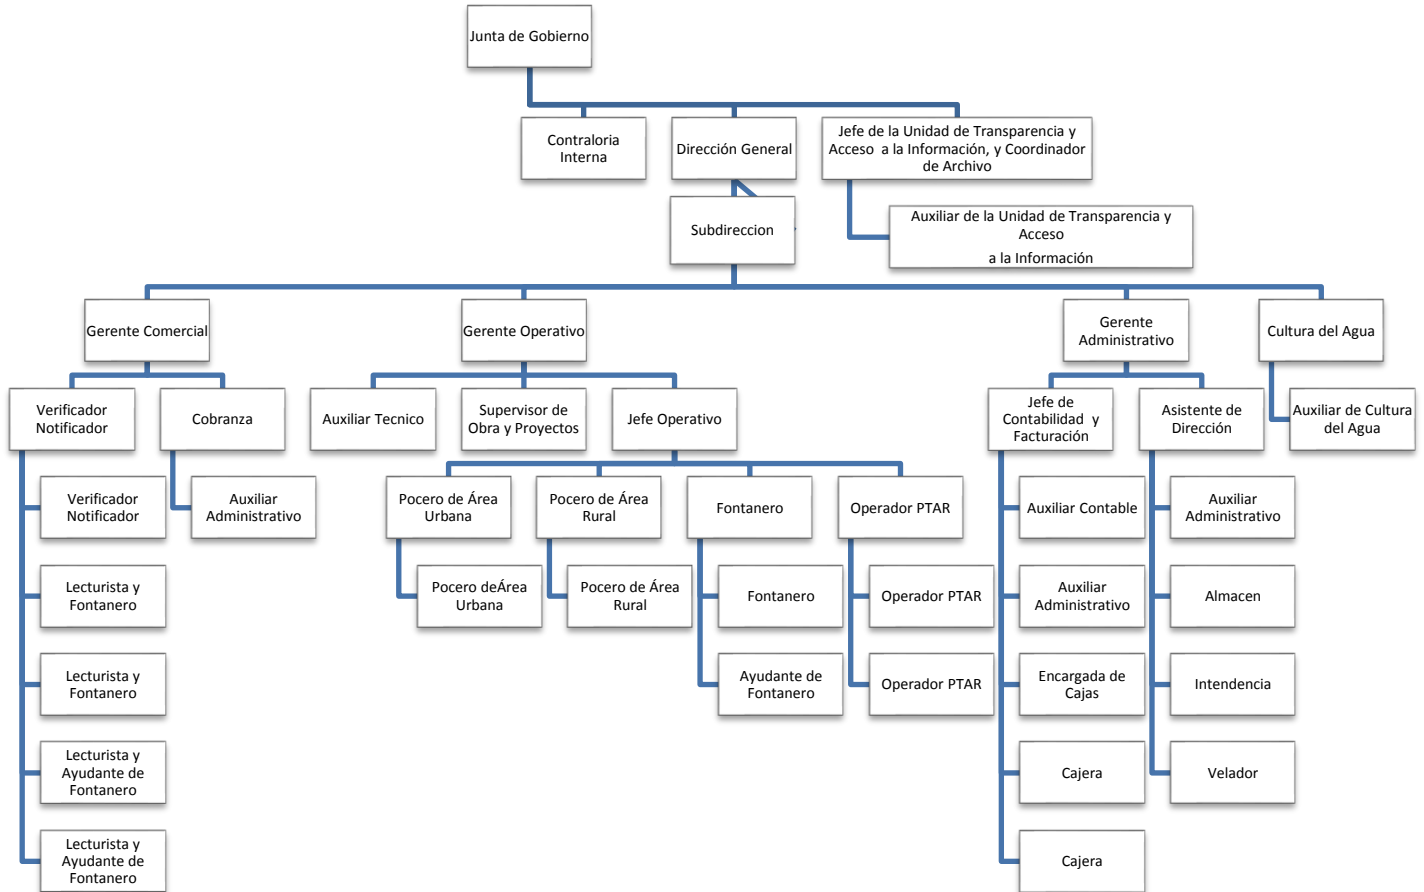 Junta de Gobierno
Contraloria
Interna
Dirección General
Jefe de la Unidad de Transparencia y
Acceso a la Información, y Coordinador
de Archivo
Subdireccion
Auxiliar de la Unidad de Transparencia y
Acceso
a la Información
Gerente Comercial
Gerente Operativo
Gerente
Administrativo
Cultura del Agua
Verificador
Notificador
Cobranza
Auxiliar Tecnico
Supervisor de
Obra y Proyectos
Jefe Operativo
Jefe de
Contabilidad y
Facturación
Asistente de
Dirección
Auxiliar de Cultura
del Agua
Verificador
Notificador
Auxiliar
Administrativo
Pocero de Área
Urbana
Pocero de Área
Rural
Fontanero
Operador PTAR
Auxiliar Contable
Auxiliar
Administrativo
Lecturista y
Fontanero
Pocero deÁrea
Urbana
Pocero de Área
Rural
Fontanero
Operador PTAR
Auxiliar
Administrativo
Almacen
Lecturista y
Fontanero
Ayudante de
Fontanero
Operador PTAR
Encargada de
Cajas
Intendencia
Lecturista y
Ayudante de
Fontanero
Cajera
Velador
Lecturista y
Ayudante de
Fontanero
Cajera